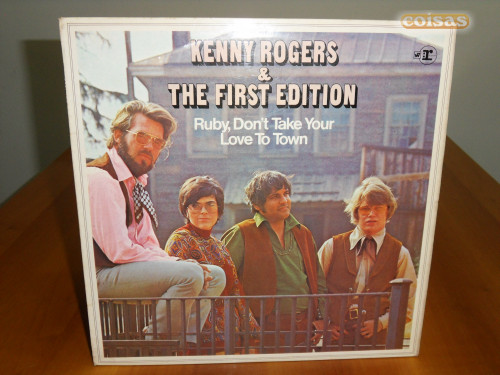 coisas
KENNY ROGERS
&
THE FIRST EDITION
Ruby, Don't Take Your
Love To Town